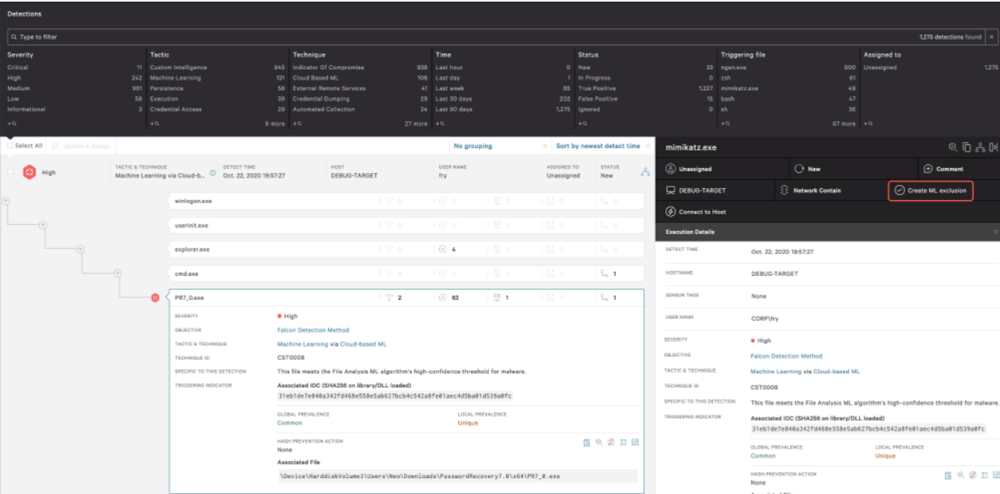 Detections
Type to filter 1,275 detections found ×
Severity Tactic Technique Time Status Triggering file Assigned to
Critical 11 Custom Intelligence 945 Indicator Of Compromise 938 Last hour 0 New 33 ngen.exe 900 Unassigned 1,275
High 242 Machine Learning 131 Cloud Based ML 106 Last day 1 In Progress 0 zsh 61
Medium 961 Persistence 58 External Remote Services 41 Last week 85 True Positive 1,227 mimikatz.exe 49
Low 58 Execution 39 Credential Dumping 29 Last 30 days 202 False Positive 15 bash 47
Informational 3 Credential Access 29 Automated Collection 24 Last 90 days 1,275 Ignored 0 sh 36
9 more 27 more 67 more
Select All Update & Assign No grouping Sort by newest detect time
High
TACTIC & TECHNIQUE DETECT TIME HOST USER NAME ASSIGNED TO STATUS
Machine Learning via Cloud-b... Oct. 22, 2020 19:57:27 DEBUG-TARGET fry Unassigned New
winlogon.exe 0 0 0 0 0
userinit.exe 0 0 0 0 0
explorer.exe 0 4 0 0 0
cmd.exe 0 0 0 0 1
PR7_0.exe 2 63 1 0 1
SEVERITY High
OBJECTIVE Falcon Detection Method
TACTIC & TECHNIQUE Machine Learning via Cloud-based ML
TECHNIQUE ID CST0008
SPECIFIC TO THIS DETECTION This file meets the File Analysis ML algorithm's high-confidence threshold for malware.
TRIGGERING INDICATOR Associated IOC (SHA256 on library/DLL loaded)
31eb1de7e840a342fd468e558e5ab627bcb4c542a8fe01aec4d5ba01d539a0fc
GLOBAL PREVALENCE LOCAL PREVALENCE
Common Unique
HASH PREVENTION ACTION
None
Associated File
\Device\HarddiskVolume3\Users\Neo\Downloads\PasswordRecovery7.0\x64\PR7_0.exe
mimikatz.exe
Unassigned New Comment
DEBUG-TARGET Network Contain Create ML exclusion
Connect to Host
Execution Details
DETECT TIME Oct. 22, 2020 19:57:27
HOSTNAME DEBUG-TARGET
SENSOR TAGS None
USER NAME CORP\fry
SEVERITY High
OBJECTIVE Falcon Detection Method
TACTIC & TECHNIQUE Machine Learning via Cloud-based ML
TECHNIQUE ID CST0008
SPECIFIC TO THIS DETECTION This file meets the File Analysis ML algorithm's high-confidence threshold for malware.
TRIGGERING INDICATOR Associated IOC (SHA256 on library/DLL loaded)
31eb1de7e840a342fd468e558e5ab627bcb4c542a8fe01aec4d5ba01d539a0fc
GLOBAL PREVALENCE LOCAL PREVALENCE
Common Unique
HASH PREVENTION ACTION
None